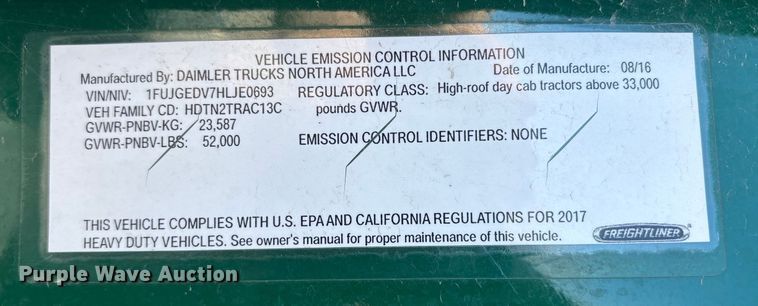 VEHICLE EMISSION CONTROL INFORMATION
Manufactured By: DAIMLER TRUCKS NORTH AMERICA LLC Date of Manufacture: 08/16
VIN/NIV: 1FUJGEDV7HLJE0693 REGULATORY CLASS: High-roof day cab tractors above 33,000
VEH FAMILY CD: HDTN2TRAC13C pounds GVWR.
GVWR-PNBV-KG: 23,587
GVWR-PNBV-LBS: 52,000 EMISSION CONTROL IDENTIFIERS: NONE
THIS VEHICLE COMPLIES WITH U.S. EPA AND CALIFORNIA REGULATIONS FOR 2017
HEAVY DUTY VEHICLES. See owner's manual for proper maintenance of this vehicle. FREIGHTLINER
Purple Wave Auction